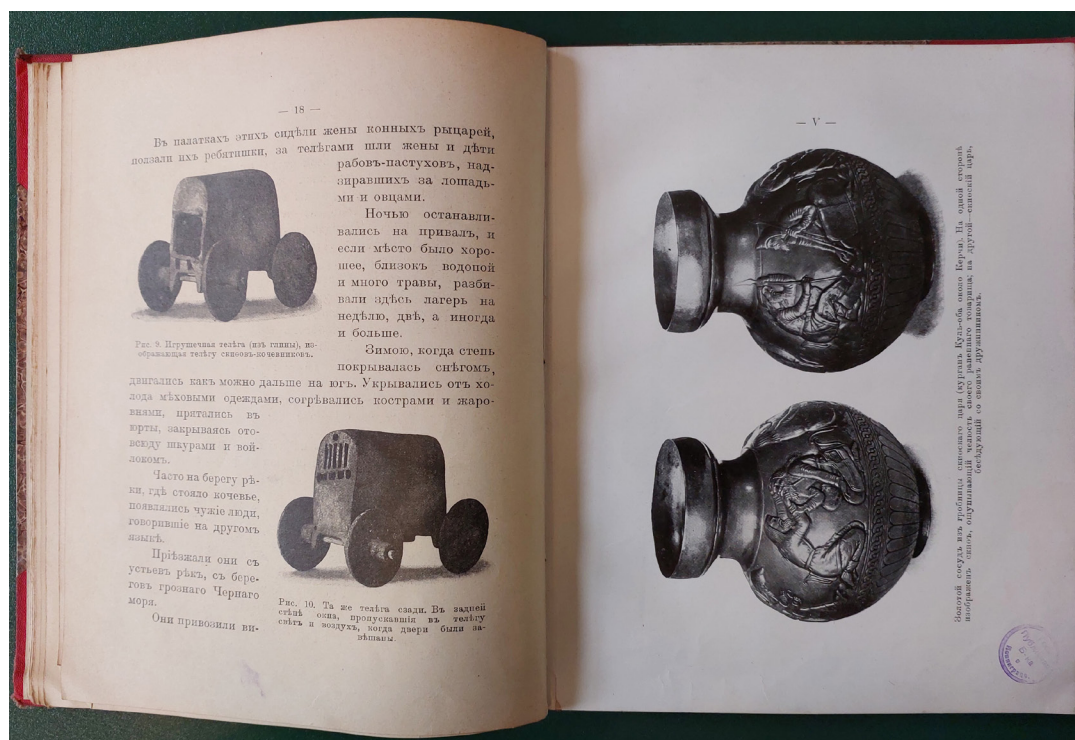 — 18 —
Въ палаткахъ этихъ сидѣли жены конныхъ рыцарей,
ползали ихъ ребятишки, за телѣгами шли жены и дѣти
рабовъ-пастуховъ, над-
зиравшихъ за лошадь-
ми и овцами.
Ночью останавли-
вались на привалъ, и
если мѣсто было хоро-
шее, близокъ водопой
и много травы, разби-
вали здѣсь лагерь на
недѣлю, двѣ, а иногда
и больше.
Зимою, когда степь
покрывалась снѣгомъ,
Рис. 9. Игрушечная телѣга (изъ глины), из-
ображающая телѣгу скиѳовъ-кочевниковъ.
двигались какъ можно дальше на югъ. Укрывались отъ хо-
лода мѣховыми одеждами, согрѣвались кострами и жаро-
внями, прятались въ
юрты, закрываясь ото-
всюду шкурами и вой-
локомъ.
Часто на берегу рѣ-
ки, гдѣ стояло кочевье,
появлялись чужіе люди,
говорившіе на другомъ
языкѣ.
Пріѣзжали они съ
устьевъ рѣкъ, съ бере-
говъ грознаго Чернаго
моря.
Они привозили ви-
Рис. 10. Та же телѣга сзади. Въ задней
стѣнѣ окна, пропускавшія въ телѣгу
свѣтъ и воздухъ, когда двери были за-
вѣшаны.
— V —
Золотой сосудъ изъ гробницы скиѳскаго царя (курганъ Куль-оба около Керчи). На одной сторонѣ
изображенъ скиѳъ, ощупывающій челюсть своего раненаго товарища; на другой—скиѳскій царь,
бесѣдующій со своимъ дружинникомъ.